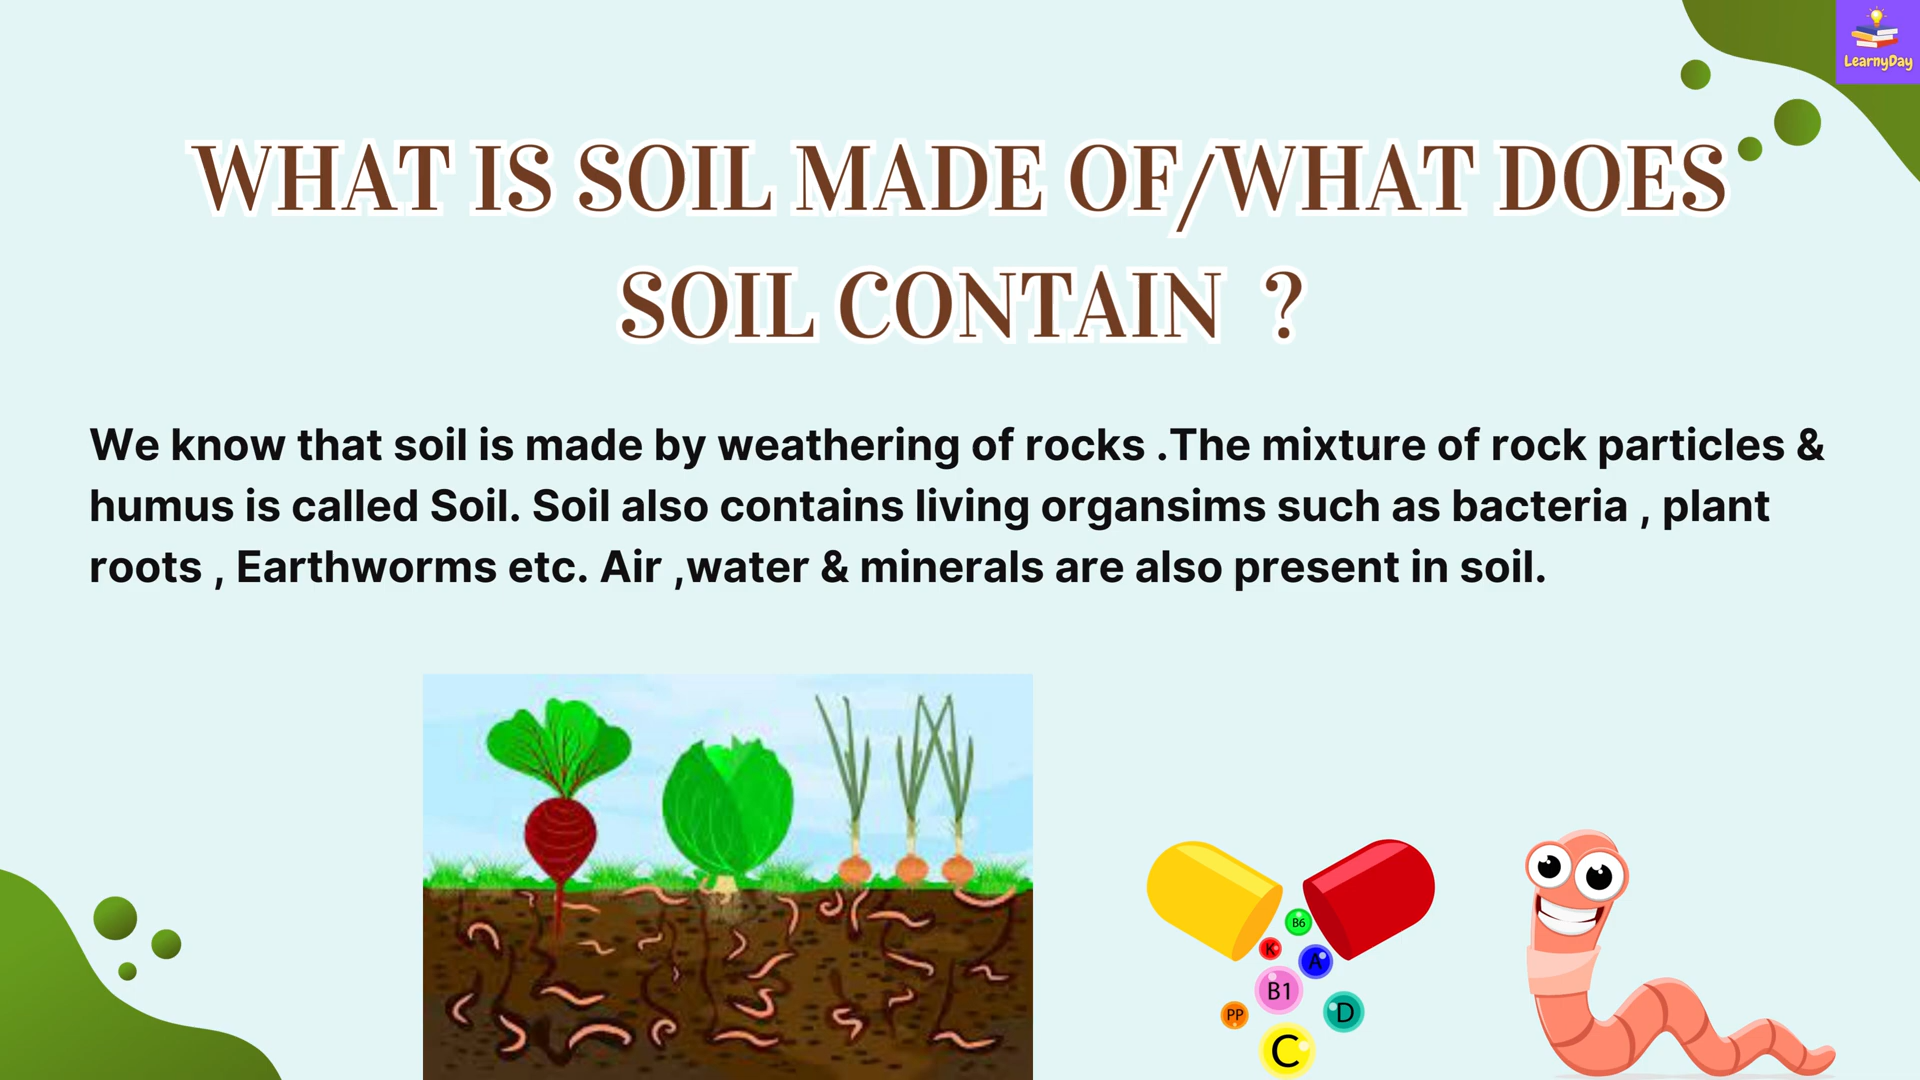 LearnyDay
WHAT IS SOIL MADE OF/WHAT DOES
SOIL CONTAIN ?
We know that soil is made by weathering of rocks .The mixture of rock particles &
humus is called Soil. Soil also contains living organsims such as bacteria , plant
roots , Earthworms etc. Air ,water & minerals are also present in soil.
B6
K
A
B1
D
PP
C